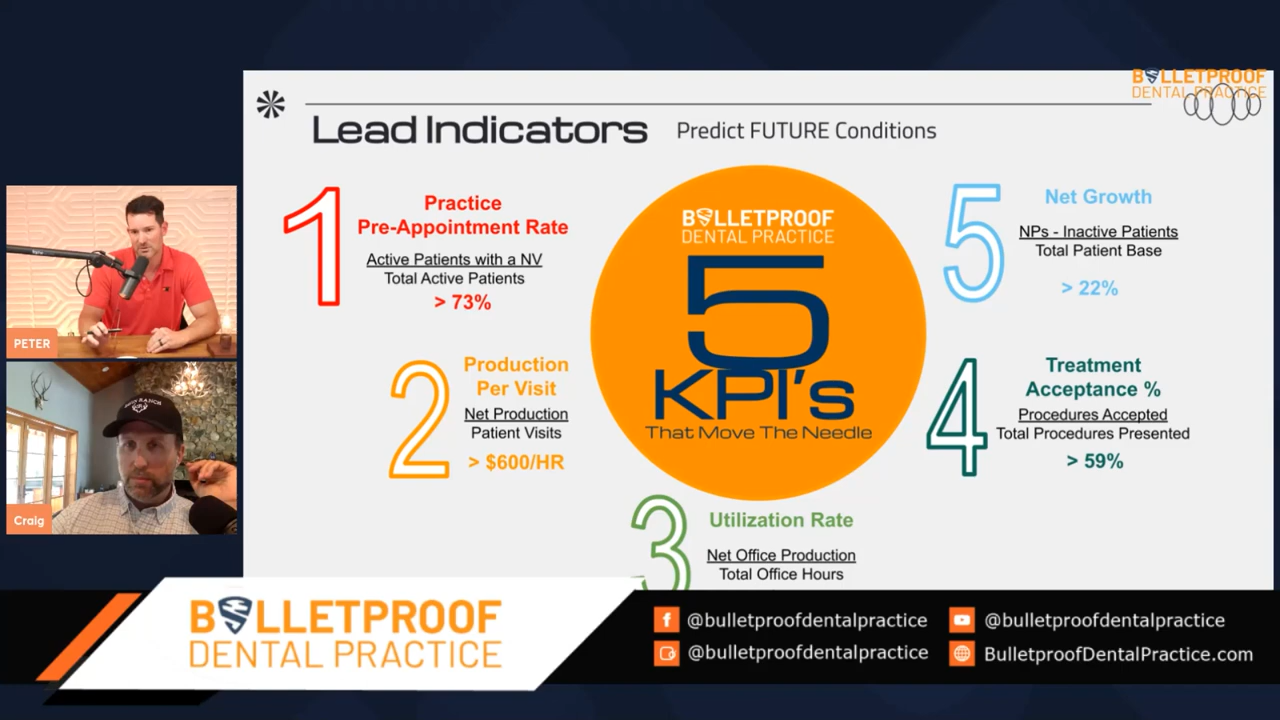 BULLETPROOF
DENTAL PRACTICE
Lead Indicators
Predict FUTURE Conditions
1
Practice
Pre-Appointment Rate
Active Patients with a NV
Total Active Patients
> 73%
2
Production
Per Visit
Net Production
Patient Visits
> $600/HR
3
Utilization Rate
Net Office Production
Total Office Hours
4
Treatment
Acceptance %
Procedures Accepted
Total Procedures Presented
> 59%
5
Net Growth
NPs - Inactive Patients
Total Patient Base
> 22%
BULLETPROOF
DENTAL PRACTICE
5
KPI's
That Move The Needle
PETER
Craig
BULLETPROOF
DENTAL PRACTICE
@bulletproofdentalpractice
@bulletproofdentalpractice
@bulletproofdentalpractice
BulletproofDentalPractice.com